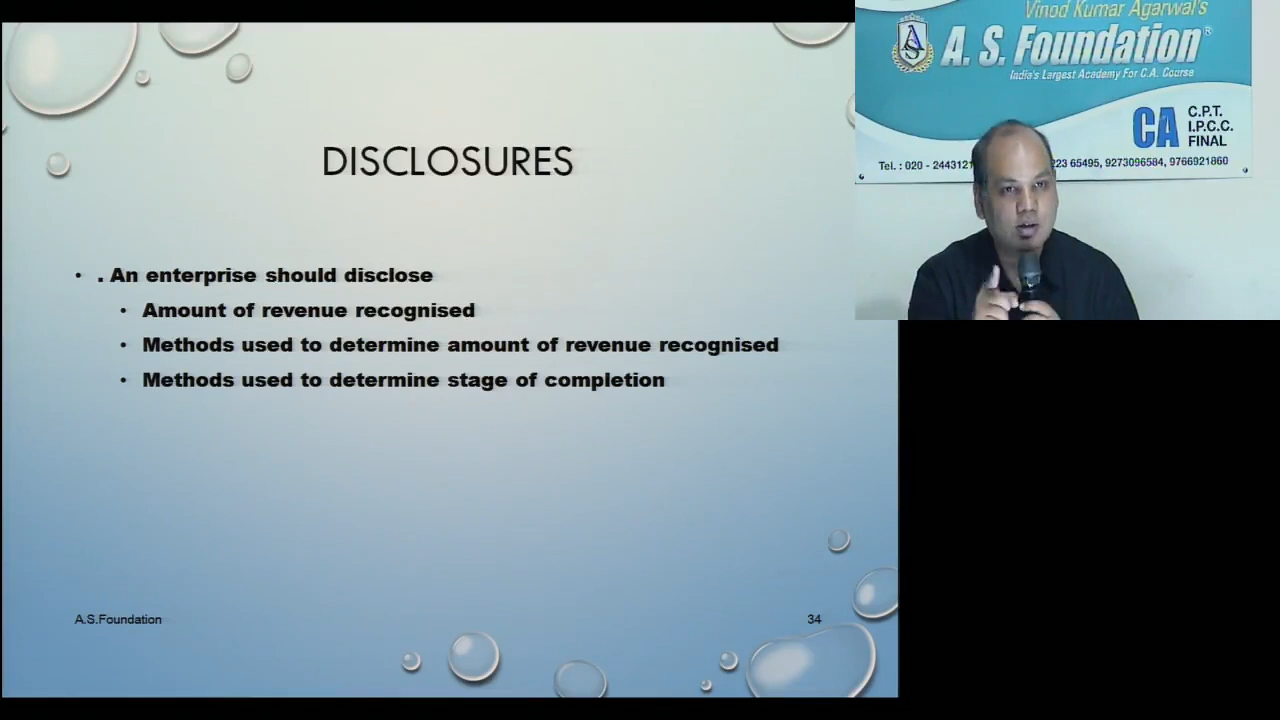 DISCLOSURES
. An enterprise should disclose
Amount of revenue recognised
Methods used to determine amount of revenue recognised
Methods used to determine stage of completion
A.S.Foundation
34
Vinod Kumar Agarwal's
A. S. Foundation®
India's Largest Academy For C.A. Course
CA
C.P.T.
I.P.C.C.
FINAL
Tel. : 020 - 2443121 223 65495, 9273096584, 9766921860